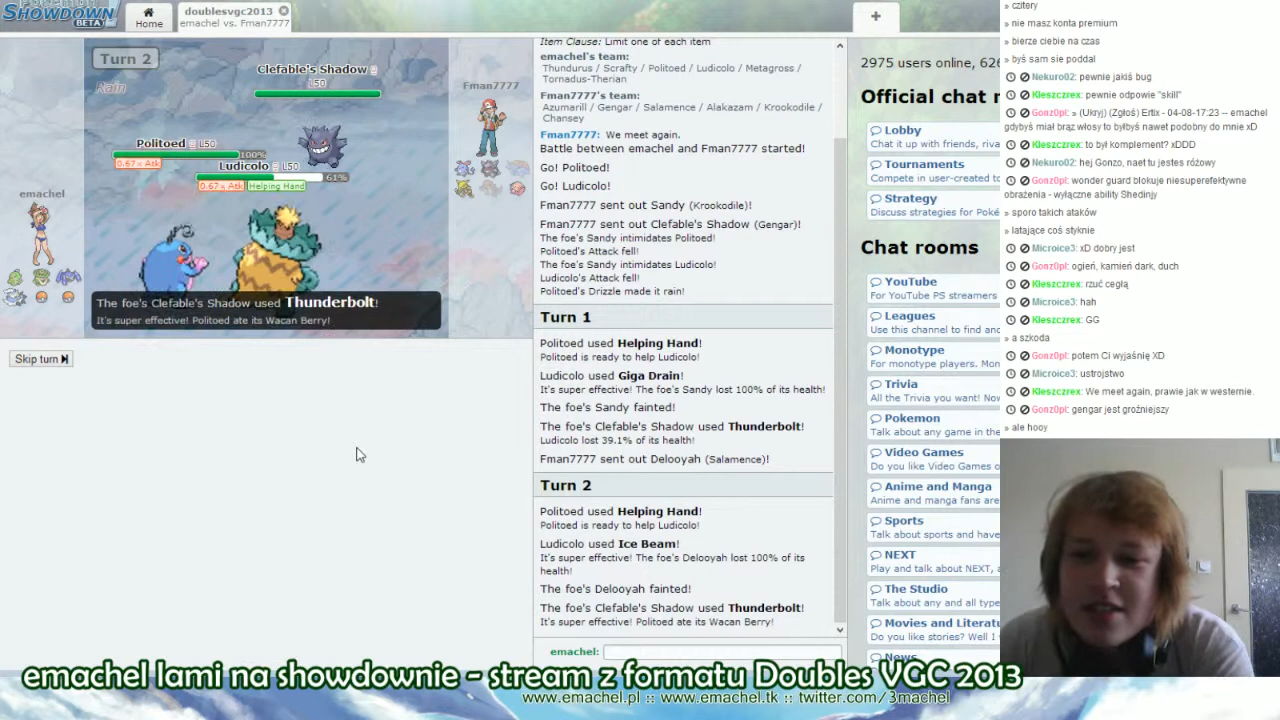 SHOWDOWN
BETA
Home
doublesvgc2013
emachel vs. Fman7777
+
Turn 2
Rain
Clefable's Shadow
L50
Politoed L50
100%
0.67× Atk
Ludicolo L50
61%
0.67× Atk Helping Hand
emachel
Fman7777
The foe's Clefable's Shadow used Thunderbolt!
It's super effective! Politoed ate its Wacan Berry!
Skip turn
Item Clause: Limit one of each item
emachel's team:
Thundurus / Scrafty / Politoed / Ludicolo / Metagross /
Tornadus-Therian
Fman7777's team:
Azumarill / Gengar / Salamence / Alakazam / Krookodile /
Chansey
Fman7777: We meet again.
Battle between emachel and Fman7777 started!
Go! Politoed!
Go! Ludicolo!
Fman7777 sent out Sandy (Krookodile)!
Fman7777 sent out Clefable's Shadow (Gengar)!
The foe's Sandy intimidates Politoed!
Politoed's Attack fell!
The foe's Sandy intimidates Ludicolo!
Ludicolo's Attack fell!
Politoed's Drizzle made it rain!
Turn 1
Politoed used Helping Hand!
Politoed is ready to help Ludicolo!
Ludicolo used Giga Drain!
It's super effective! The foe's Sandy lost 100% of its health!
The foe's Sandy fainted!
The foe's Clefable's Shadow used Thunderbolt!
Ludicolo lost 39.1% of its health!
Fman7777 sent out Delooyah (Salamence)!
Turn 2
Politoed used Helping Hand!
Politoed is ready to help Ludicolo!
Ludicolo used Ice Beam!
It's super effective! The foe's Delooyah lost 100% of its
health!
The foe's Delooyah fainted!
The foe's Clefable's Shadow used Thunderbolt!
It's super effective! Politoed ate its Wacan Berry!
emachel:
2975 users online, 626
Official chat r
Lobby
Chat it up with friends, riva
Tournaments
Compete in user-created to
Strategy
Discuss strategies for Poké
Chat rooms
YouTube
For YouTube PS streamers
Leagues
Use this channel to find and
Monotype
For monotype players. Mon
Trivia
All the Trivia you want! Now
Pokemon
Talk about any game in the
Video Games
Do you like Video Games o
Anime and Manga
Anime and manga fans are
Sports
Talk about sports and have
NEXT
Play and talk about NEXT, a
The Studio
Talk about any and all type
Movies and Literatu
Do you like stories? Well I
News
» cztery
» nie masz konta premium
» bierze ciebie na czas
» byś sam sie poddal
Nekuro02: pewnie jakiś bug
Kleszczrex: pewnie odpowie "skill"
Gonz0pl: » (Ukryj) (Zgłoś) Ertix - 04-08-17:23 -- emachel
gdybyś miał brąz włosy to byłbyś nawet podobny do mnie xD
Kleszczrex: to był komplement? xDDD
Nekuro02: hej Gonzo, naet tu jestes różowy
Gonz0pl: wonder guard blokuje niesuperefektywne
obrażenia - wyłączne ability Shedinjy
» sporo takich ataków
» latające coś styknie
Microice3: xD dobry jest
Gonz0pl: ogień, kamień dark, duch
Kleszczrex: rzuć cegłą
Microice3: hah
Kleszczrex: GG
» a szkoda
Gonz0pl: potem Ci wyjaśnię XD
Microice3: ustrojstwo
Kleszczrex: We meet again, prawie jak w westernie.
Gonz0pl: gengar jest groźniejszy
» ale hooy
emachel lami na showdownie - stream z formatu Doubles VGC 2013
www.emachel.pl :: www.emachel.tk :: twitter.com/3machel